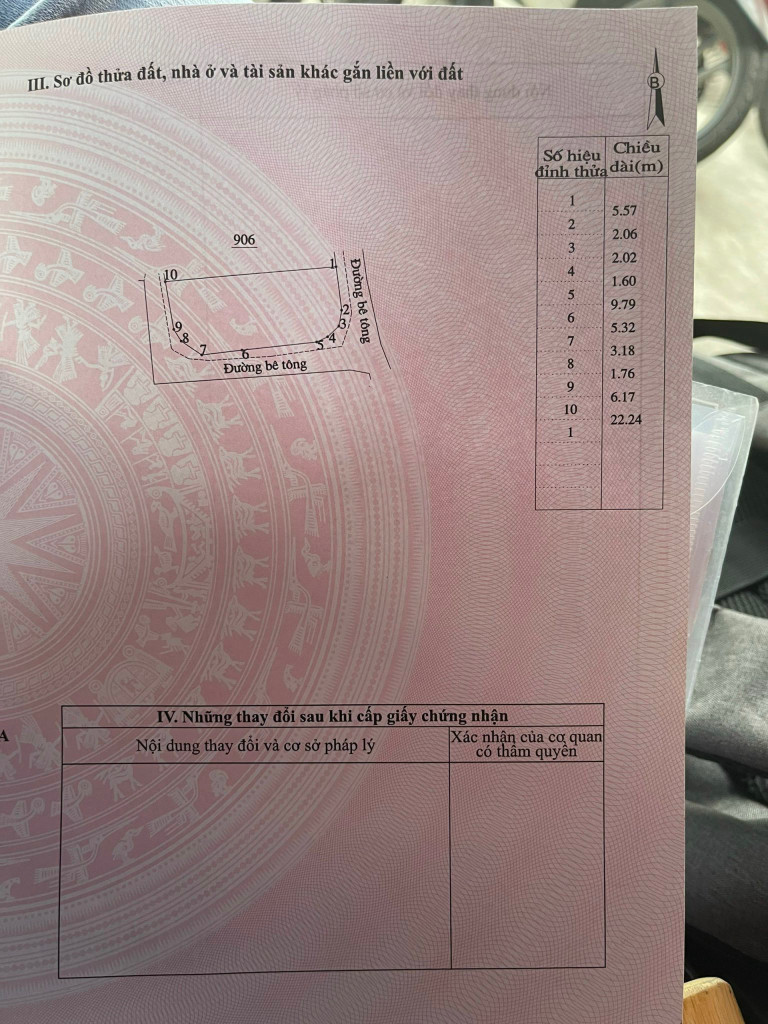 III. Sơ đồ thửa đất, nhà ở và tài sản khác gắn liền với đất
B
Số hiệu đỉnh thửa
Chiều dài(m)
1
5.57
2
2.06
3
2.02
4
1.60
5
9.79
6
5.32
7
3.18
8
1.76
9
6.17
10
22.24
1
906
10
1
2
3
4
5
6
7
8
9
Đường bê tông
Đường bê tông
IV. Những thay đổi sau khi cấp giấy chứng nhận
Nội dung thay đổi và cơ sở pháp lý
Xác nhận của cơ quan
có thẩm quyền
A